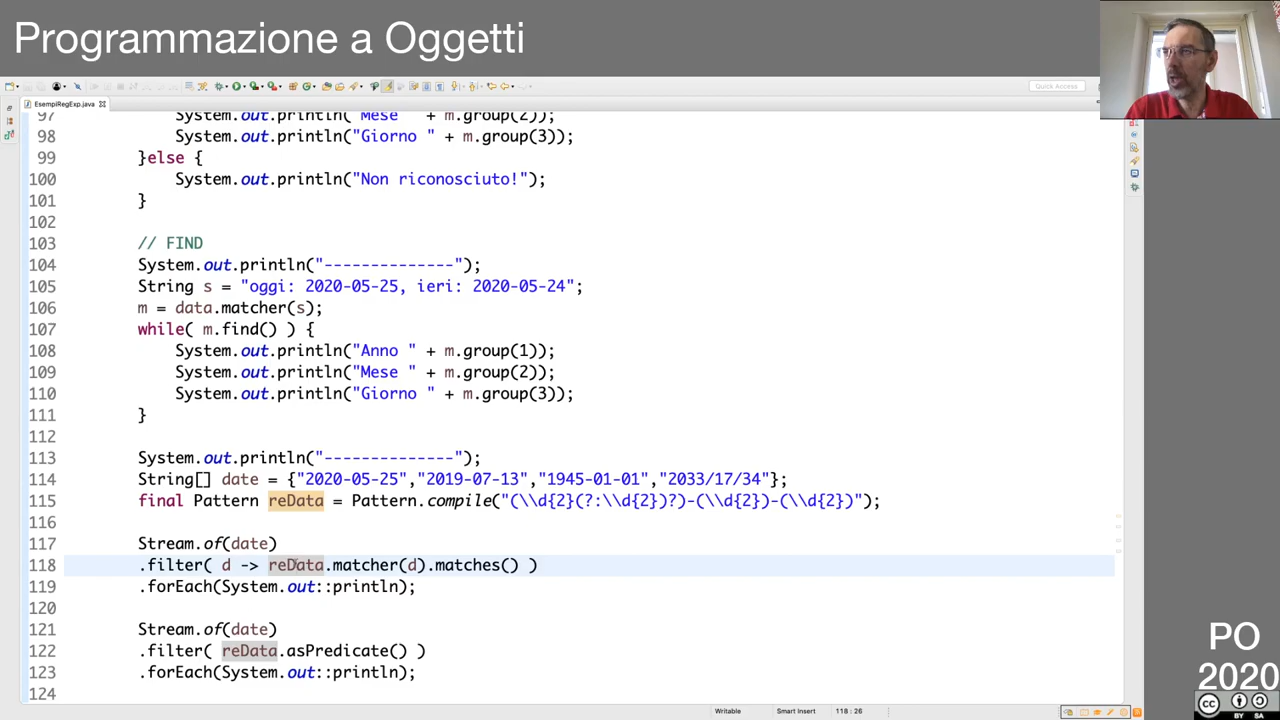 Programmazione a Oggetti
Quick Access
EsempiRegExp.java
97 System.out.println("Mese " + m.group(2));
98 System.out.println("Giorno " + m.group(3));
99 }else {
100 System.out.println("Non riconosciuto!");
101 }
102
103 // FIND
104 System.out.println("--------------");
105 String s = "oggi: 2020-05-25, ieri: 2020-05-24";
106 m = data.matcher(s);
107 while( m.find() ) {
108 System.out.println("Anno " + m.group(1));
109 System.out.println("Mese " + m.group(2));
110 System.out.println("Giorno " + m.group(3));
111 }
112
113 System.out.println("--------------");
114 String[] date = {"2020-05-25","2019-07-13","1945-01-01","2033/17/34"};
115 final Pattern reData = Pattern.compile("(\\d{2}(?:\\d{2})?)-(\\d{2})-(\\d{2})");
116
117 Stream.of(date)
118 .filter( d -> reData.matcher(d).matches() )
119 .forEach(System.out::println);
120
121 Stream.of(date)
122 .filter( reData.asPredicate() )
123 .forEach(System.out::println);
124
Writable Smart Insert 118 : 26
PO
2020
CC BY SA